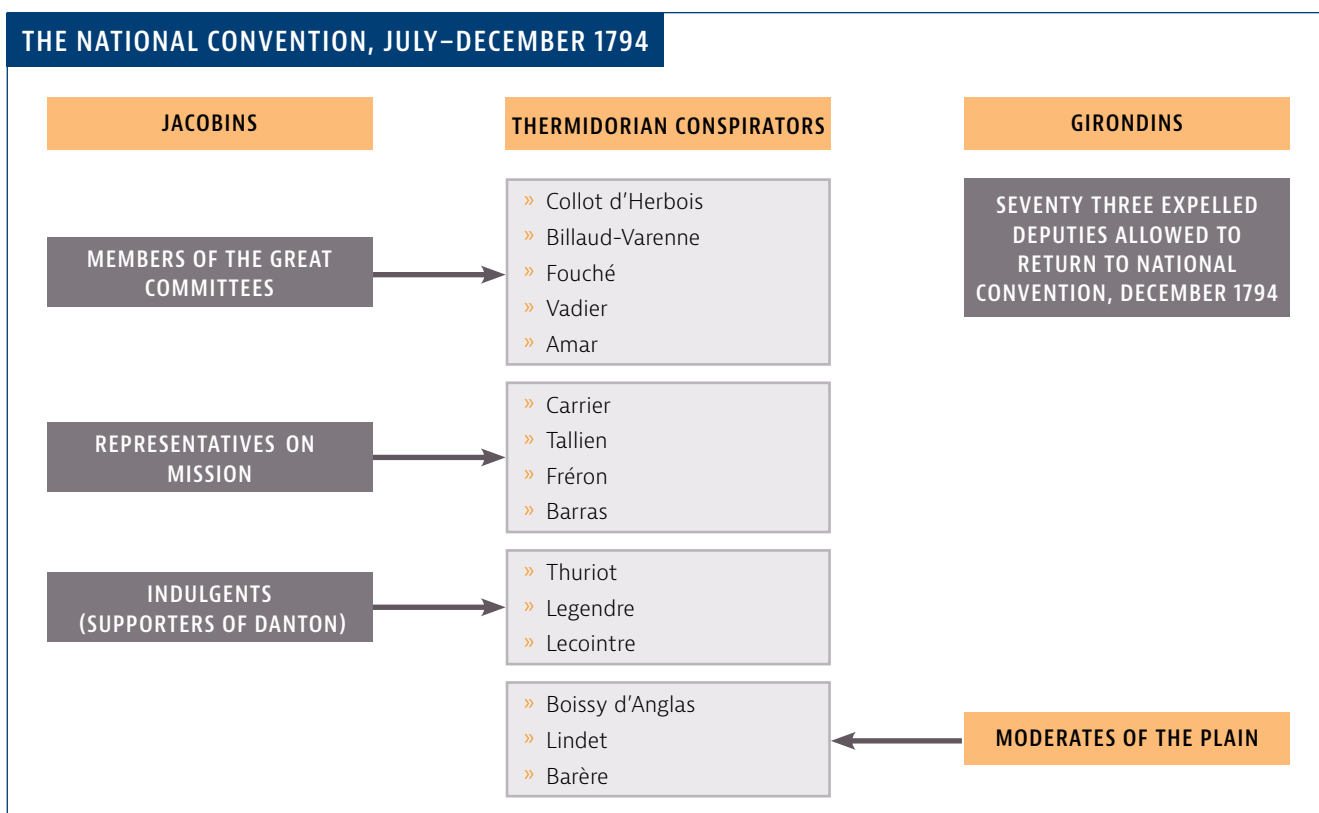 THE NATIONAL CONVENTION, JULY–DECEMBER 1794
JACOBINS
THERMIDORIAN CONSPIRATORS
GIRONDINS
MEMBERS OF THE GREAT
COMMITTEES
» Collot d'Herbois
» Billaud-Varenne
» Fouché
» Vadier
» Amar
SEVENTY THREE EXPELLED
DEPUTIES ALLOWED TO
RETURN TO NATIONAL
CONVENTION, DECEMBER 1794
REPRESENTATIVES ON
MISSION
» Carrier
» Tallien
» Fréron
» Barras
INDULGENTS
(SUPPORTERS OF DANTON)
» Thuriot
» Legendre
» Lecointre
» Boissy d'Anglas
» Lindet
» Barère
MODERATES OF THE PLAIN